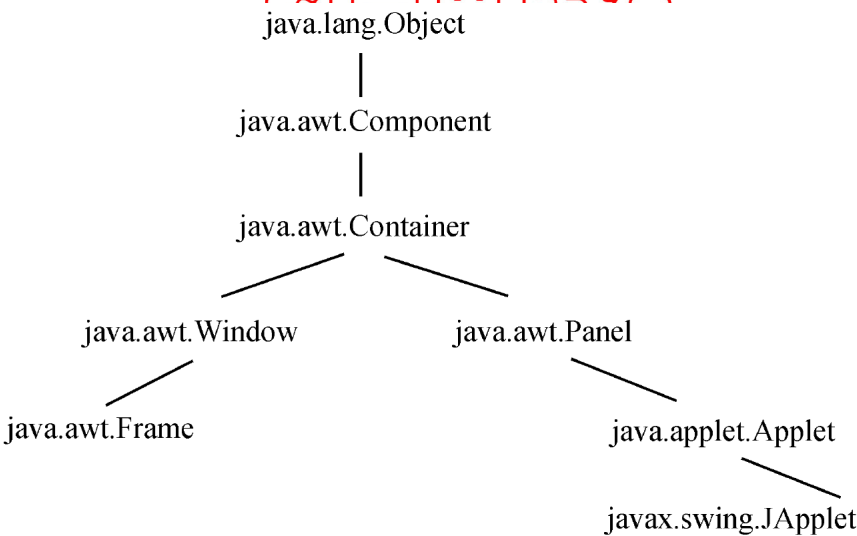 java.lang.Object
java.awt.Component
java.awt.Container
java.awt.Window
java.awt.Panel
java.awt.Frame
java.applet.Applet
javax.swing.JApplet